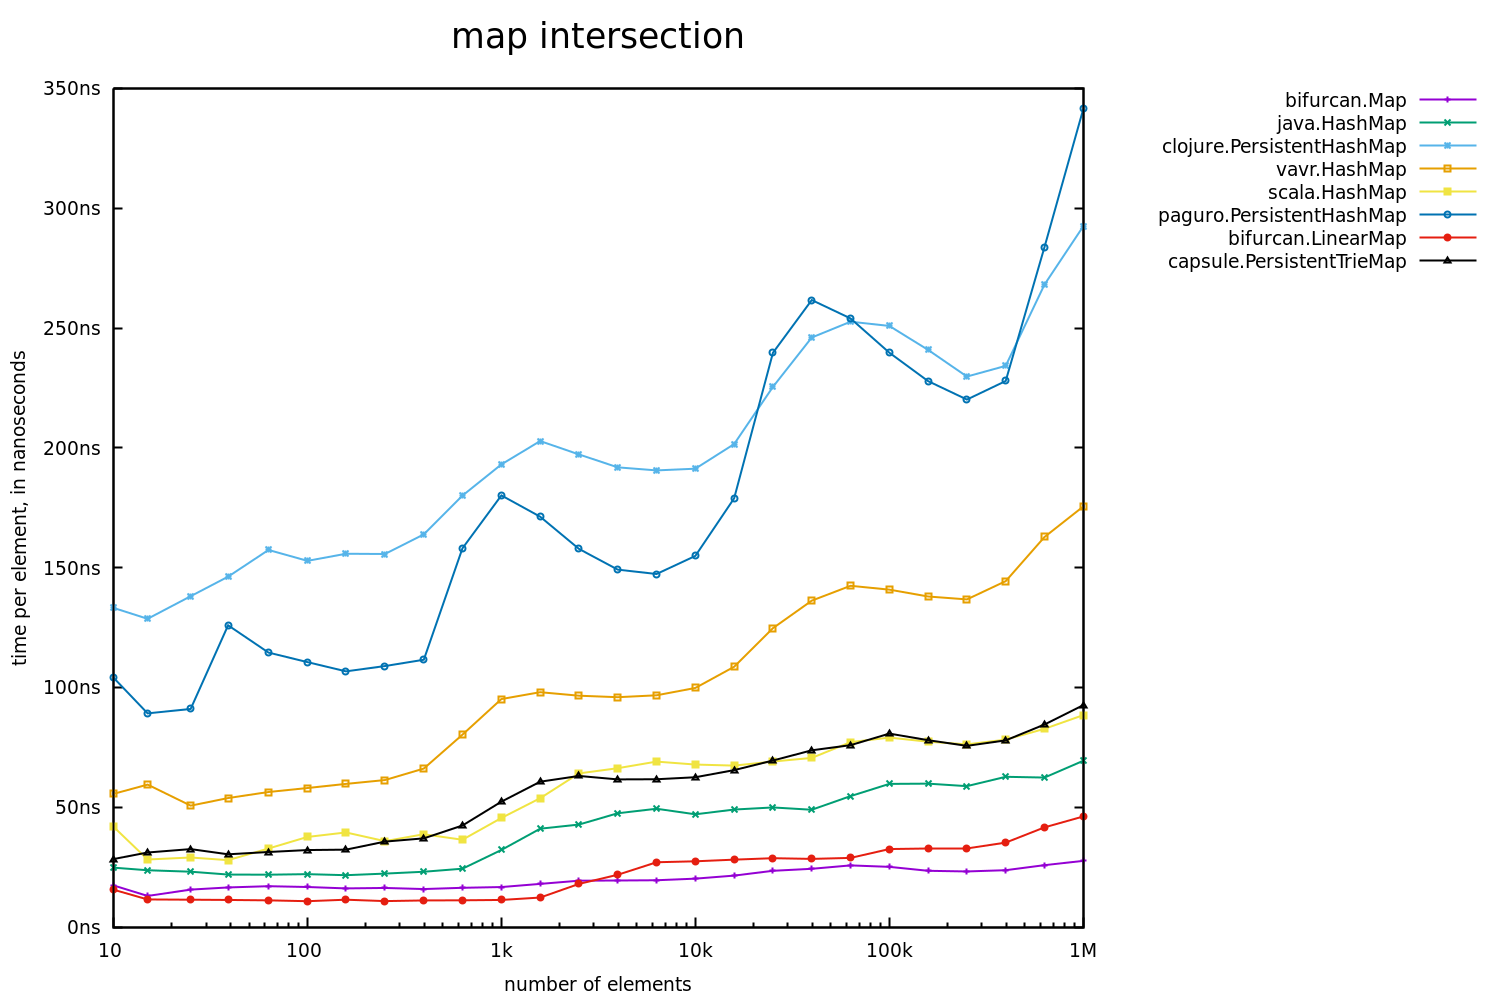 map intersection
350ns
300ns
250ns
200ns
150ns
100ns
50ns
0ns
time per element, in nanoseconds
10 100 1k 10k 100k 1M
number of elements
bifurcan.Map
java.HashMap
clojure.PersistentHashMap
vavr.HashMap
scala.HashMap
paguro.PersistentHashMap
bifurcan.LinearMap
capsule.PersistentTrieMap